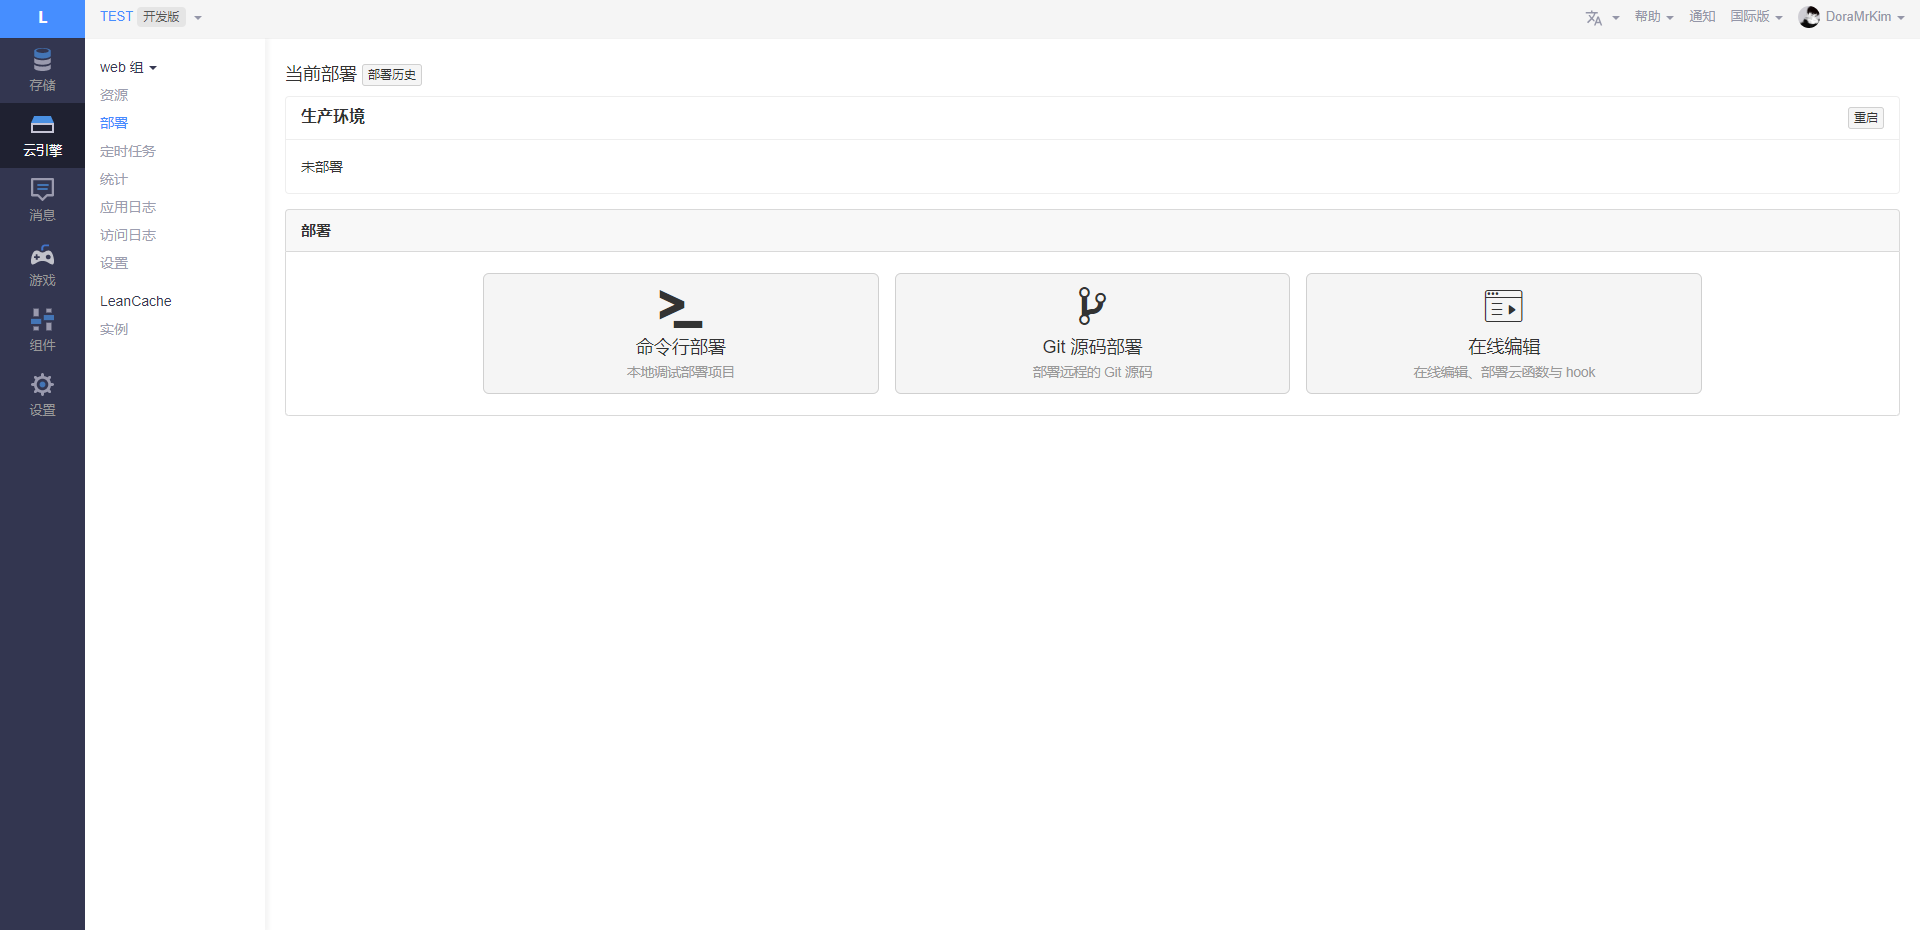 L
TEST 开发版
帮助
通知
国际版
DoraMrKim
存储
云引擎
消息
游戏
组件
设置
web 组
资源
部署
定时任务
统计
应用日志
访问日志
设置
LeanCache
实例
当前部署 部署历史
生产环境
重启
未部署
部署
命令行部署
本地调试部署项目
Git 源码部署
部署远程的 Git 源码
在线编辑
在线编辑、部署云函数与 hook